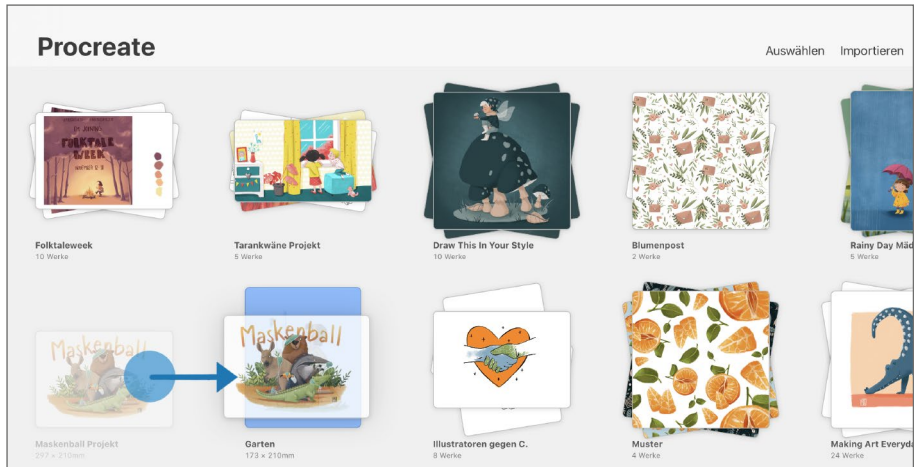 Procreate
Auswählen Importieren
FOLKTALE
WEEK
Folktaleweek
10 Werke
Tarankwäne Projekt
5 Werke
Draw This In Your Style
10 Werke
Blumenpost
2 Werke
Rainy Day Mäd
5 Werke
Maskenball
Maskenball
Maskenball Projekt
297 × 210mm
Garten
173 × 210mm
Illustratoren gegen C.
8 Werke
Muster
4 Werke
Making Art Everyda
24 Werke